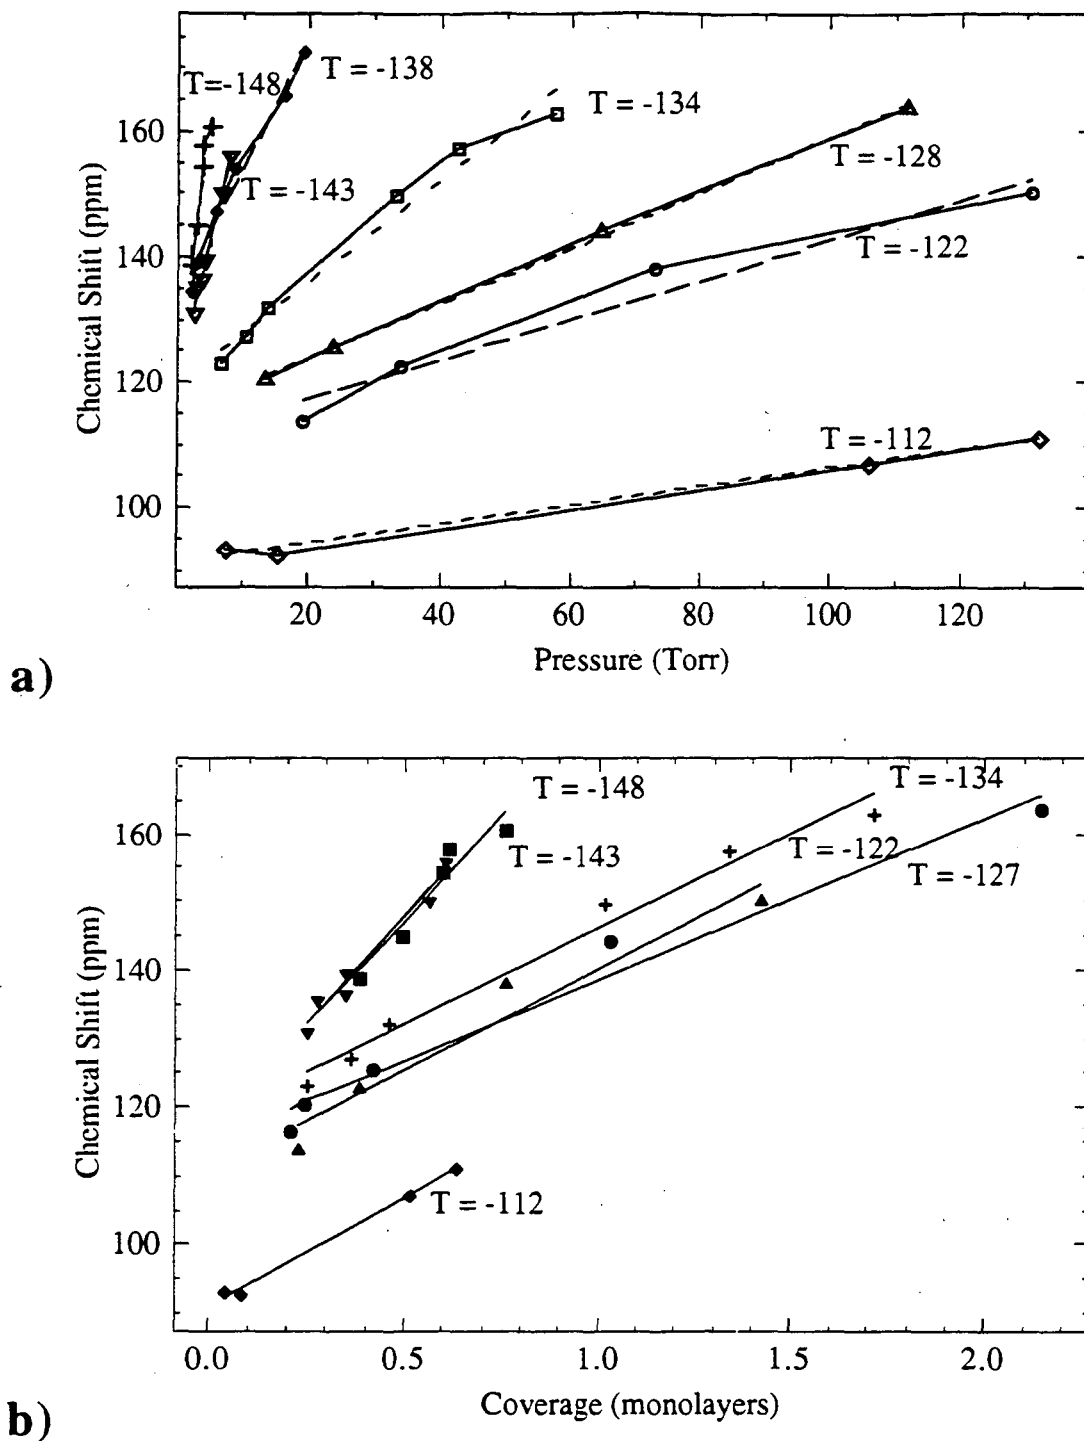 T=-148
T = -138
T = -134
T = -143
T = -128
T = -122
T = -112
160
140
120
100
Chemical Shift (ppm)
20
40
60
80
100
120
Pressure (Torr)
a)
T = -148
T = -134
T = -143
T = -122
T = -127
T = -112
160
140
120
100
Chemical Shift (ppm)
0.0
0.5
1.0
1.5
2.0
Coverage (monolayers)
b)